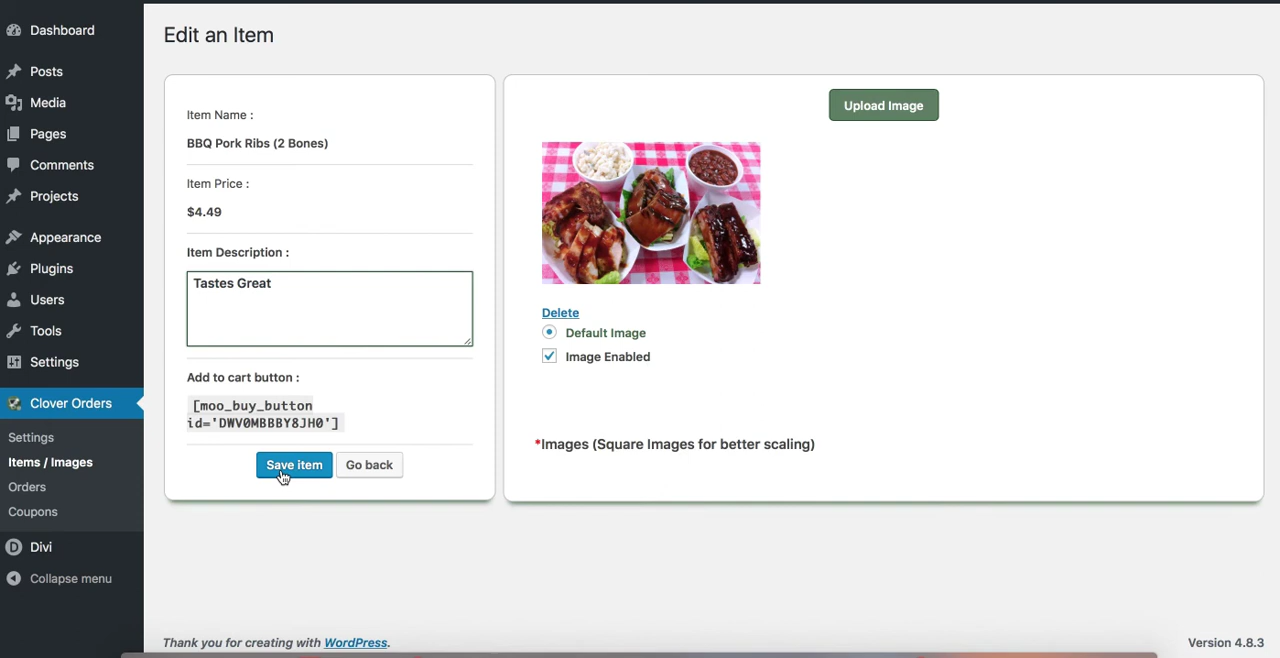 Dashboard
Posts
Media
Pages
Comments
Projects
Appearance
Plugins
Users
Tools
Settings
Clover Orders
Settings
Items / Images
Orders
Coupons
Divi
Collapse menu
Edit an Item
Item Name :
BBQ Pork Ribs (2 Bones)
Item Price :
$4.49
Item Description :
Tastes Great
Add to cart button :
[moo_buy_button
id='DWV0MBBBY8JH0']
Save item
Go back
Upload Image
Delete
Default Image
Image Enabled
*Images (Square Images for better scaling)
Thank you for creating with WordPress.
Version 4.8.3